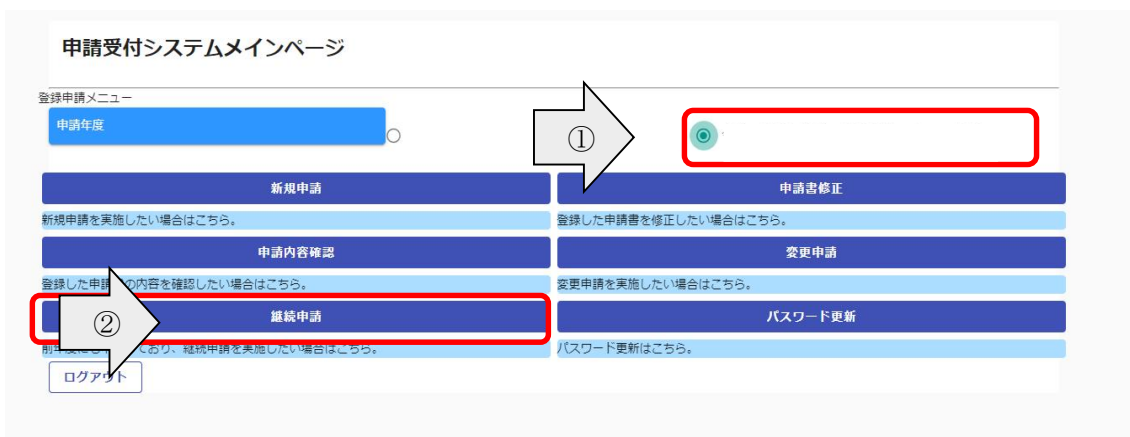 申請受付システムメインページ
登録申請メニュー
申請年度
①
新規申請
申請書修正
新規申請を実施したい場合はこちら。
登録した申請書を修正したい場合はこちら。
申請内容確認
変更申請
登録した申請 の内容を確認したい場合はこちら。
変更申請を実施したい場合はこちら。
②
継続申請
パスワード更新
ており、継続申請を実施したい場合はこちら。
パスワード更新はこちら。
ログアウト